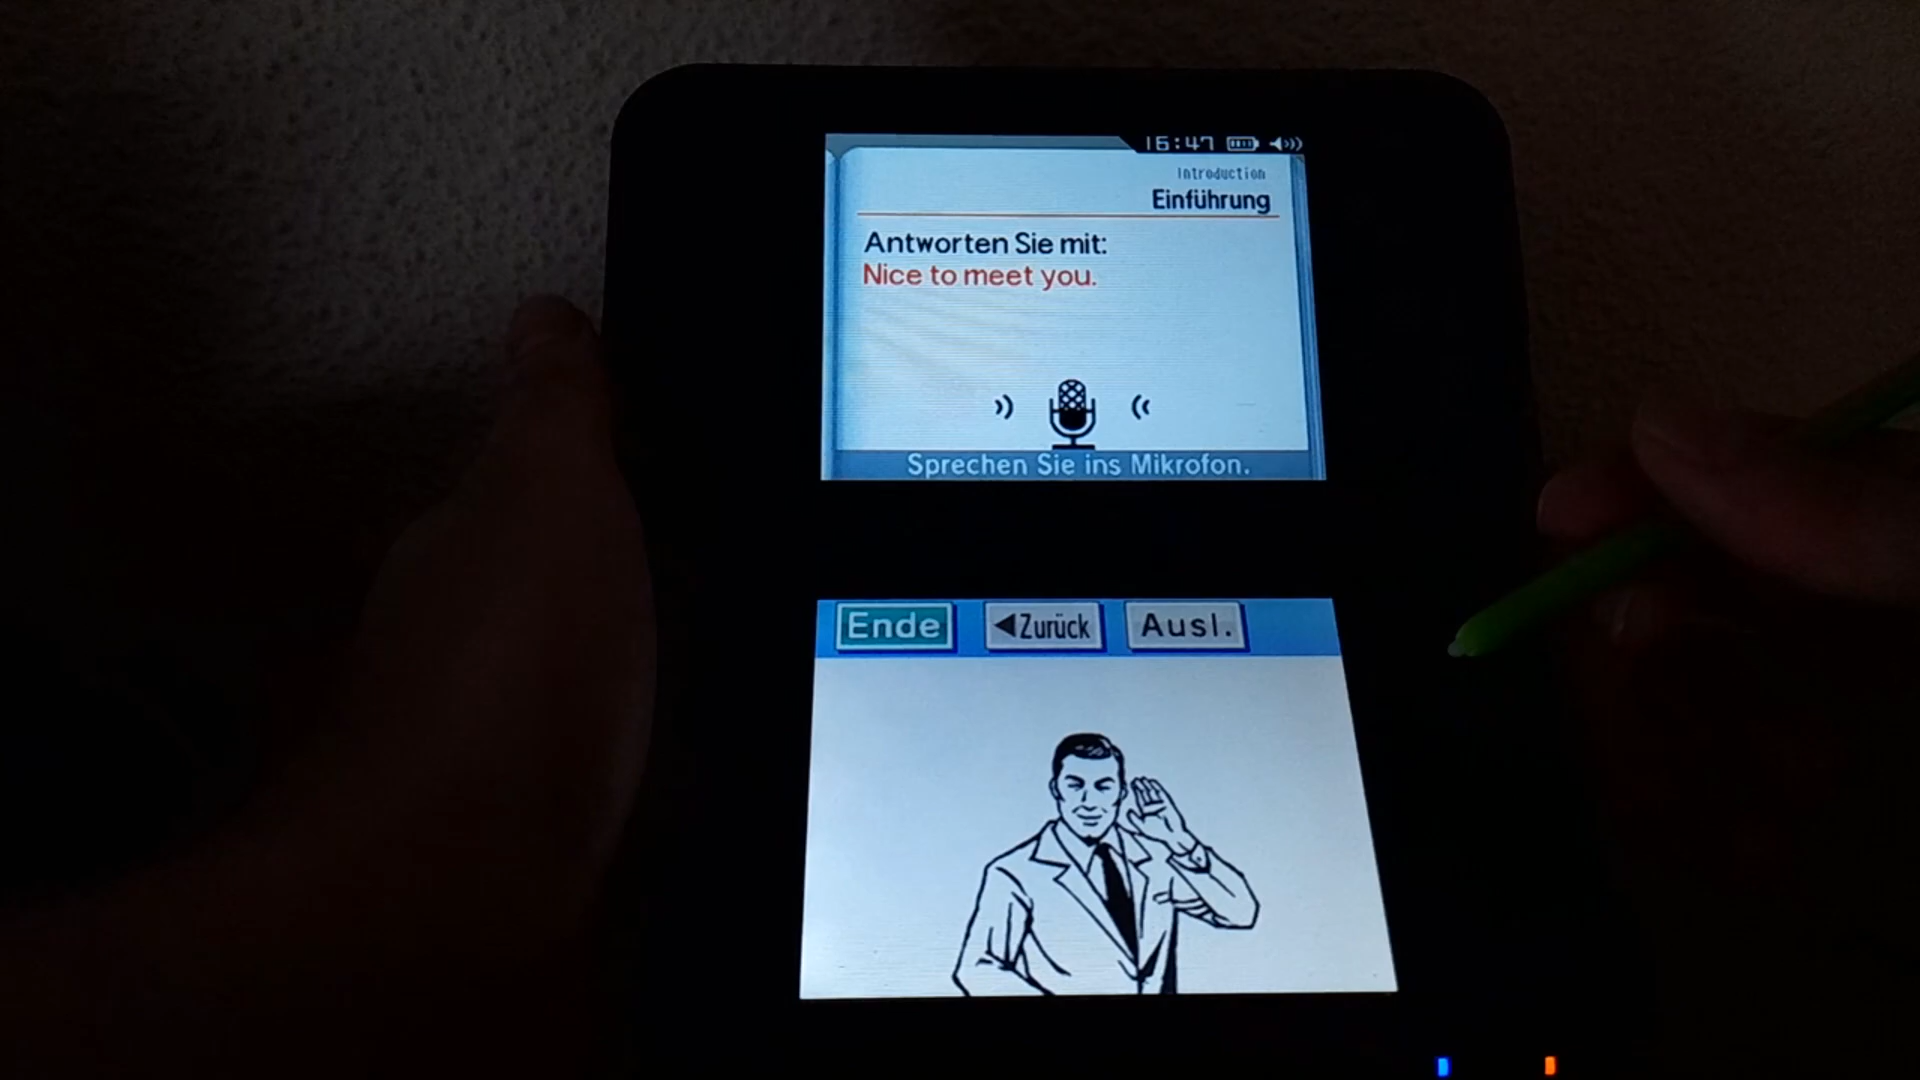 16:47
Introduction
Einführung
Antworten Sie mit:
Nice to meet you.
Sprechen Sie ins Mikrofon.
Ende
◀Zurück
Ausl.